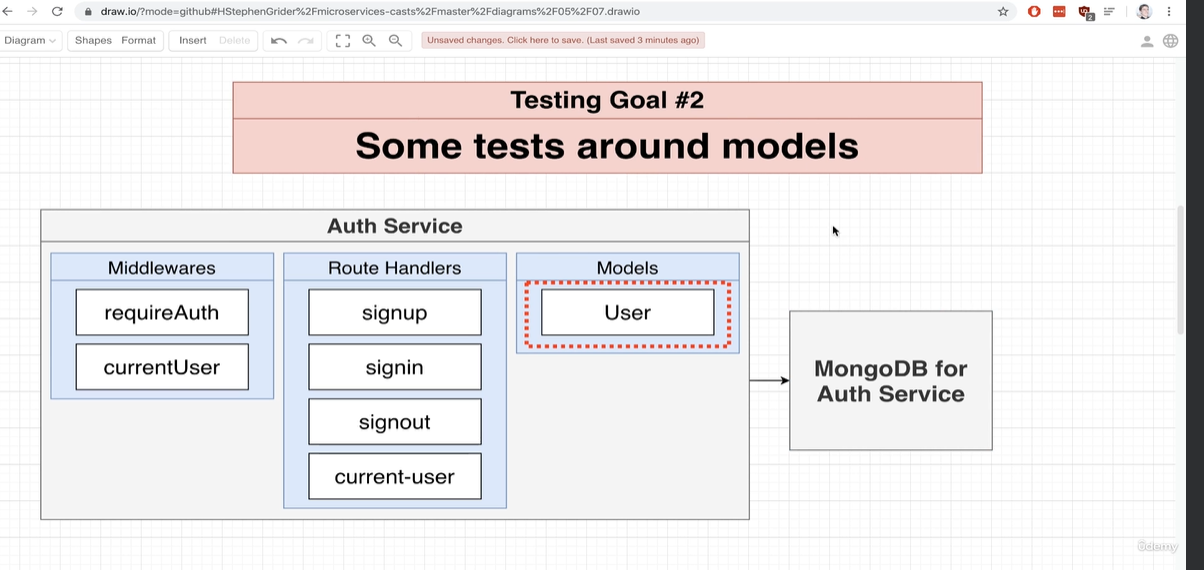 draw.io/?mode=github#HStephenGrider%2Fmicroservices-casts%2Fmaster%2Fdiagrams%2F05%2F07.drawio
2
Diagram
Shapes
Format
Insert
Delete
Unsaved changes. Click here to save. (Last saved 3 minutes ago)
Testing Goal #2
Some tests around models
Auth Service
Middlewares
requireAuth
currentUser
Route Handlers
signup
signin
signout
current-user
Models
User
MongoDB for
Auth Service
ûdemy